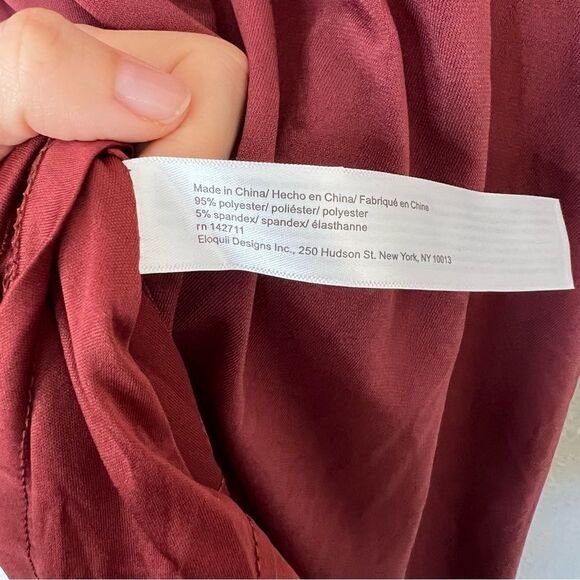 Made in China/ Hecho en China/ Fabriqué en Chine
95% polyester/ poliéster/ polyester
5% spandex/ spandex/ élasthanne
rn 142711
Eloquii Designs Inc., 250 Hudson St. New York, NY 10013